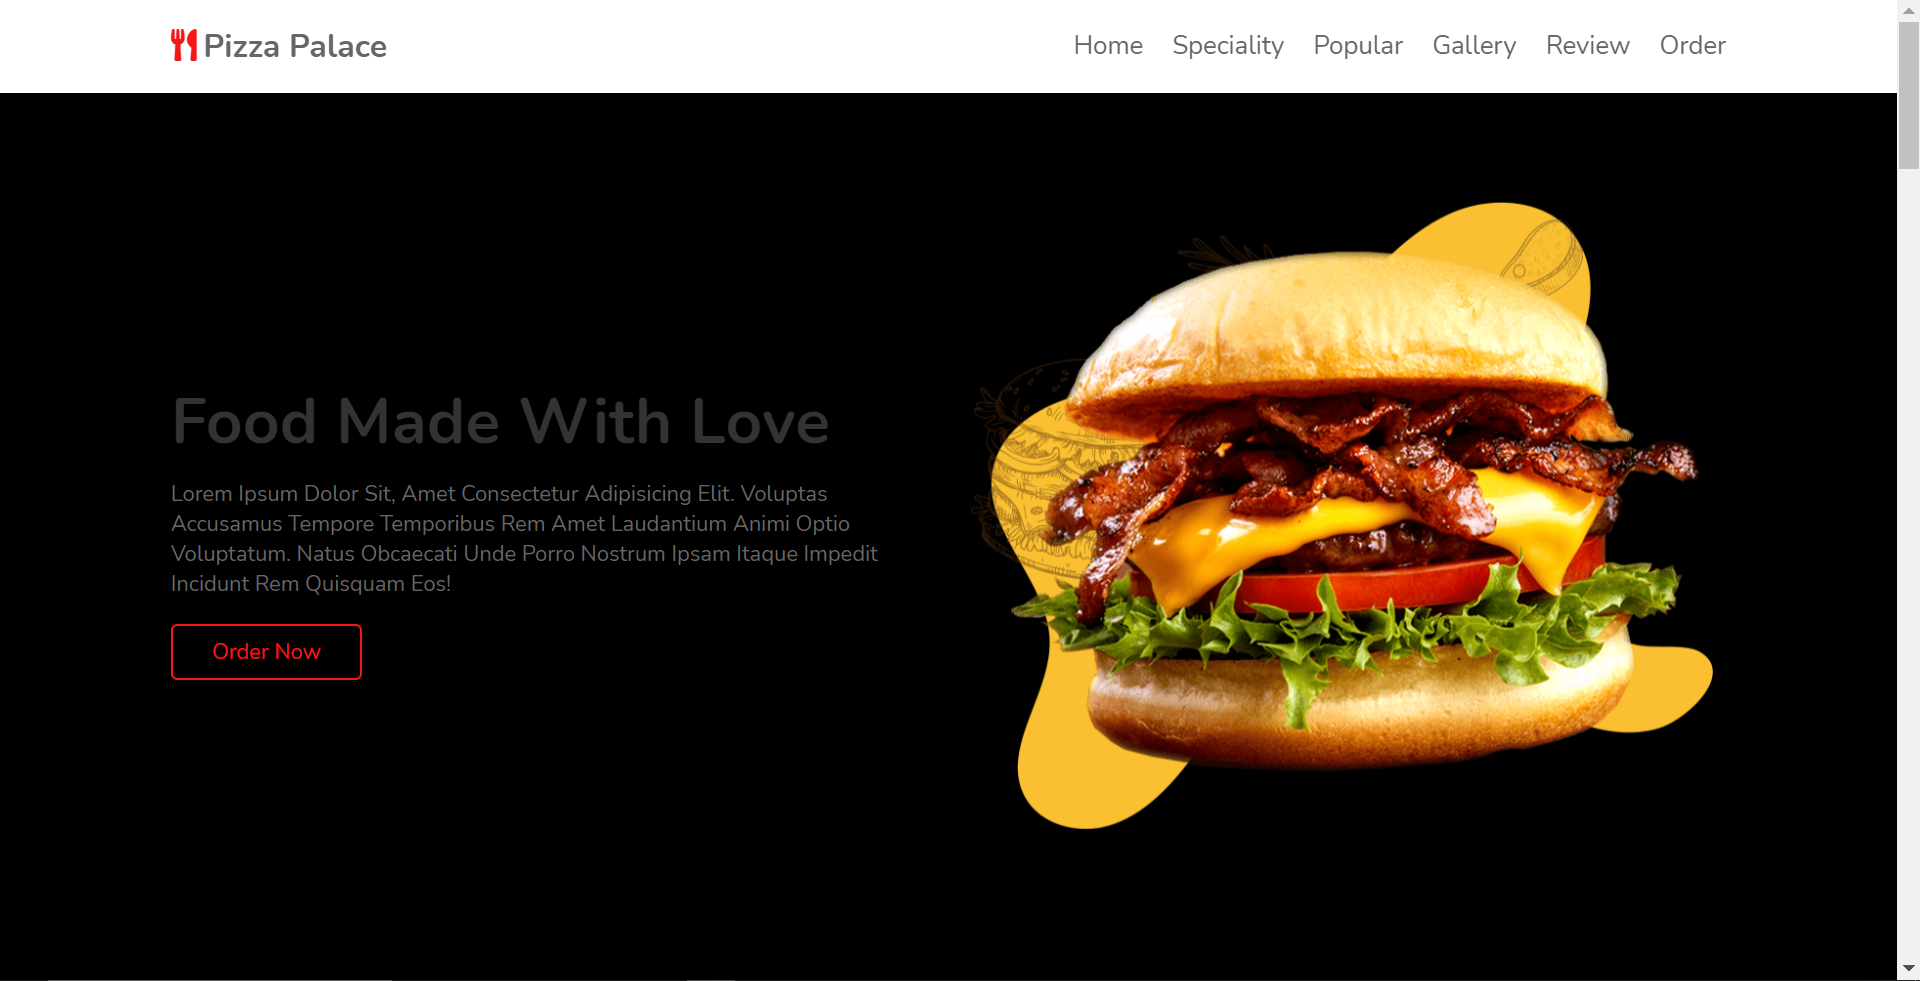 Pizza Palace
Home Speciality Popular Gallery Review Order
Food Made With Love
Lorem Ipsum Dolor Sit, Amet Consectetur Adipisicing Elit. Voluptas
Accusamus Tempore Temporibus Rem Amet Laudantium Animi Optio
Voluptatum. Natus Obcaecati Unde Porro Nostrum Ipsam Itaque Impedit
Incidunt Rem Quisquam Eos!
Order Now